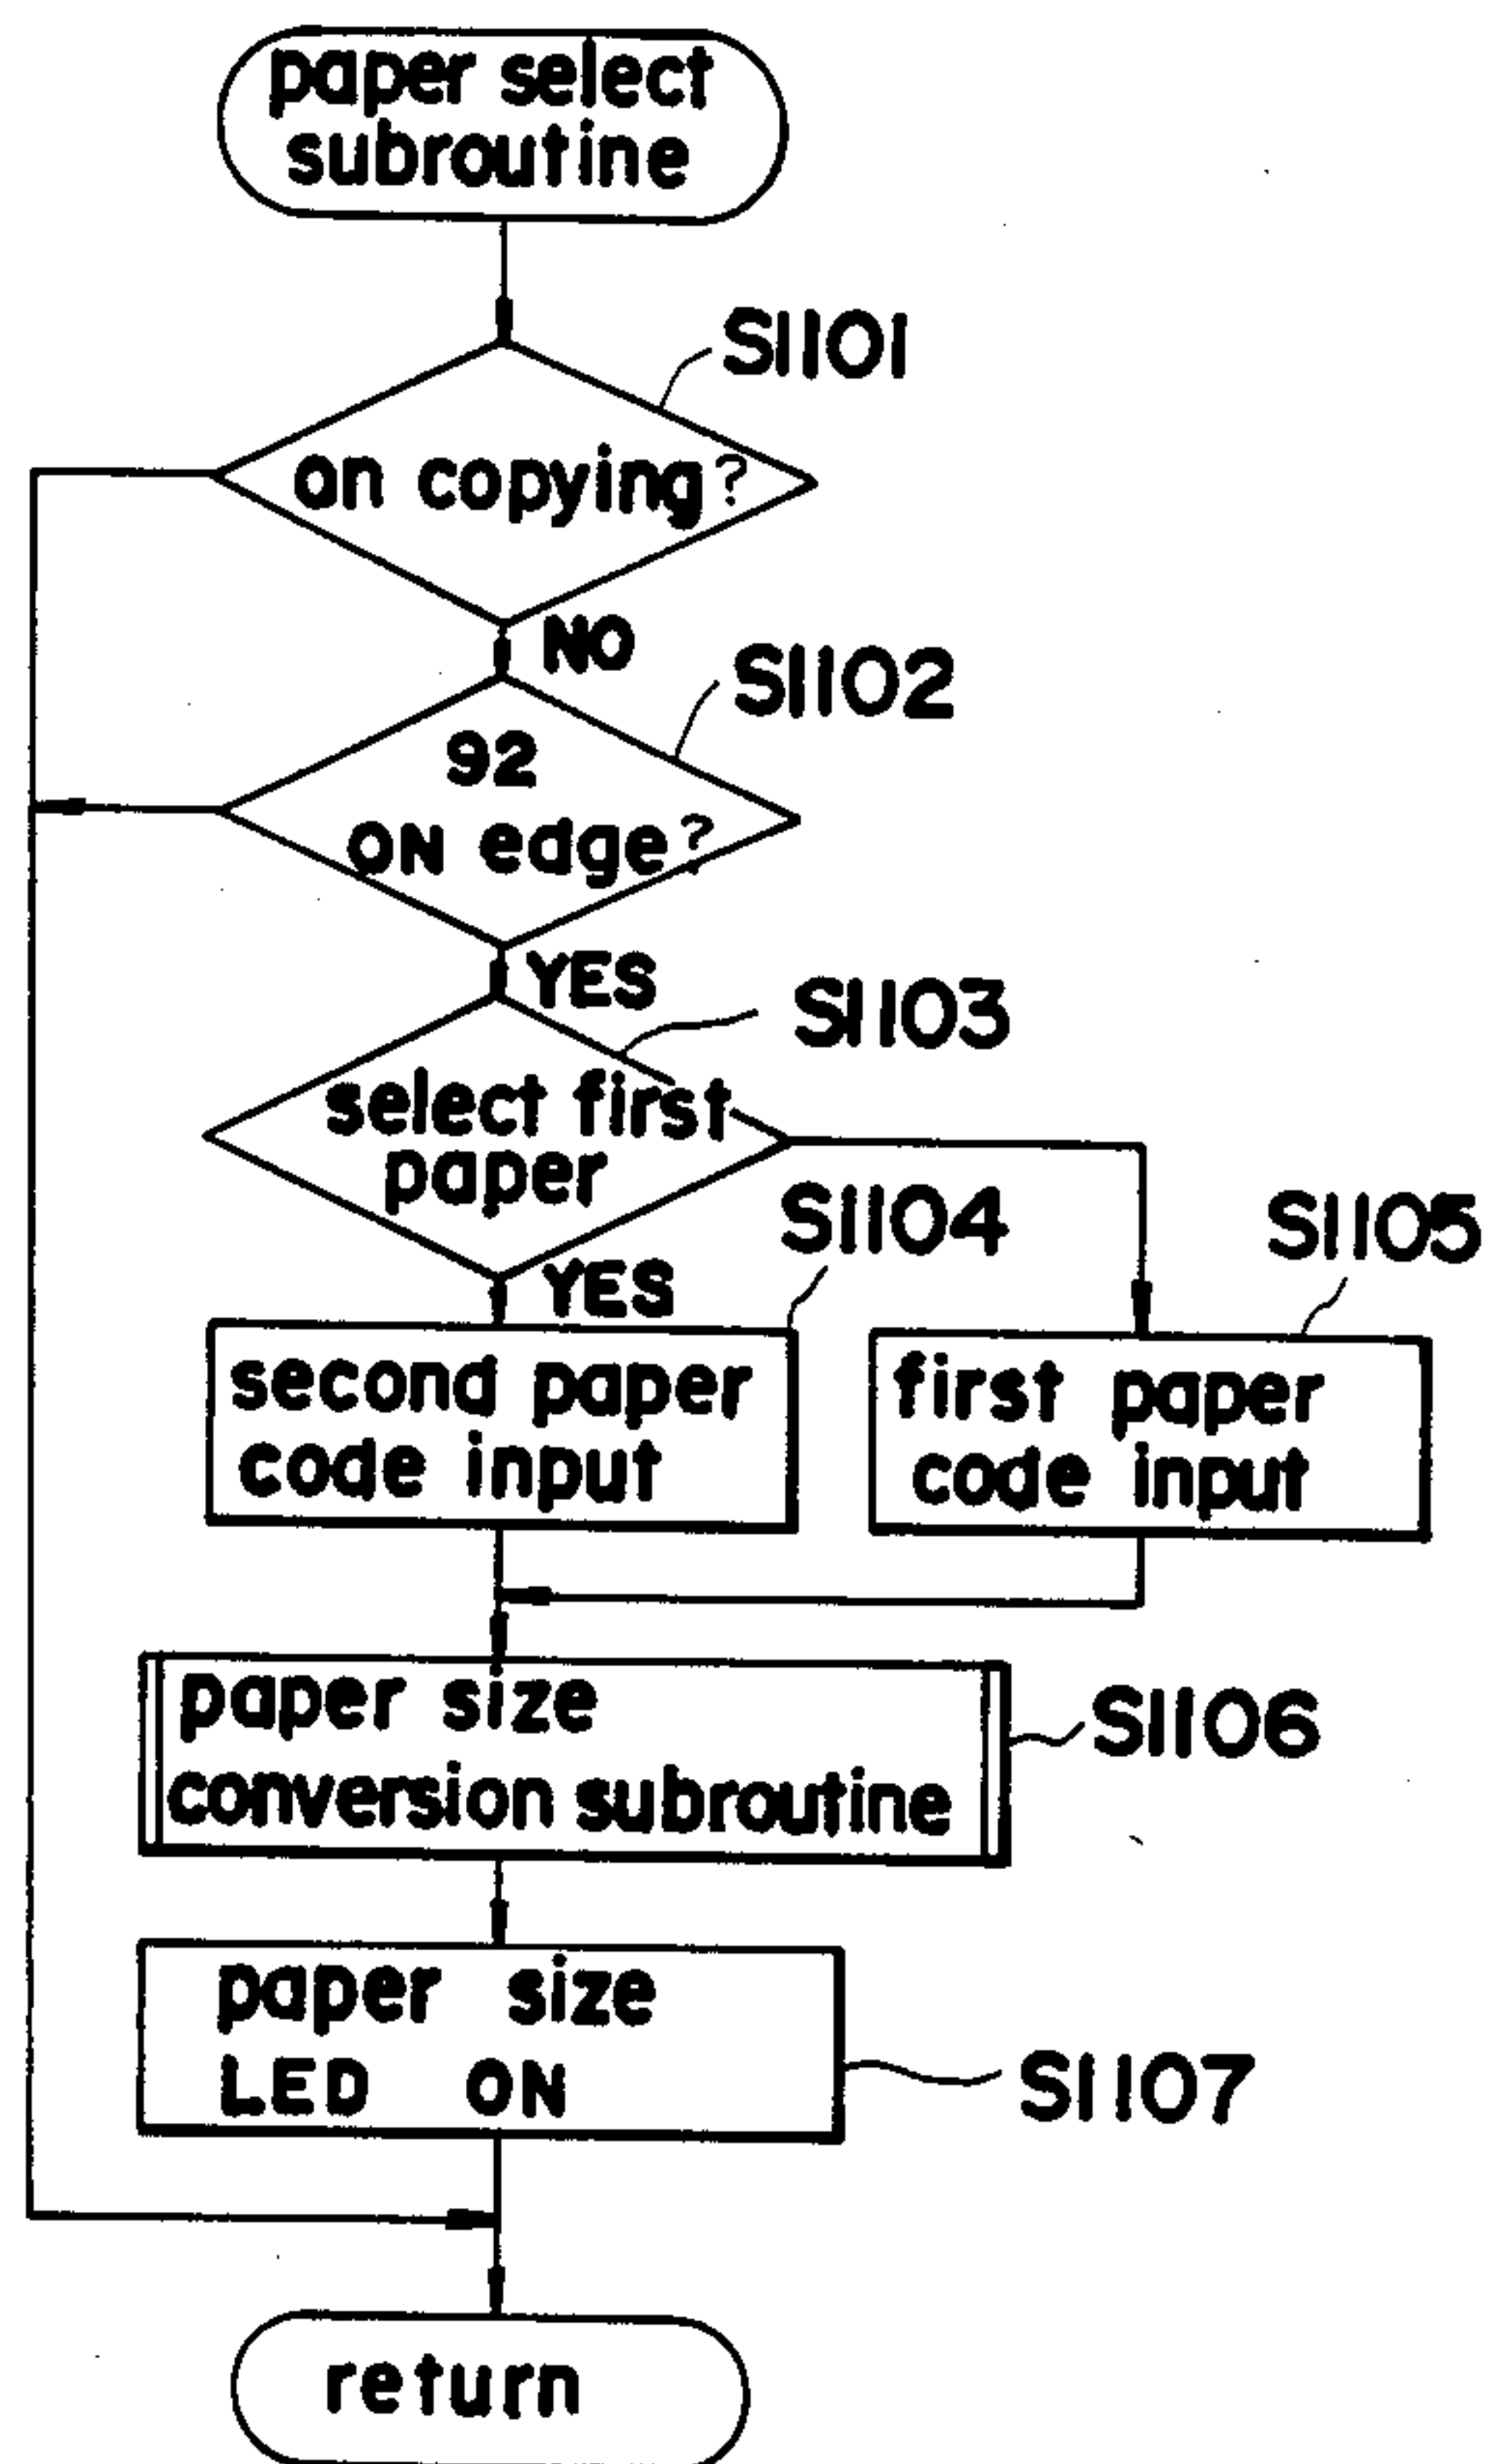 paper select
subroutine
S1101
on copying?
NO
S1102
92
ON edge?
YES
S1103
select first
paper
YES
S1104
S1105
second paper
code input
first paper
code input
paper size
conversion subroutine
S1106
paper size
LED ON
S1107
return